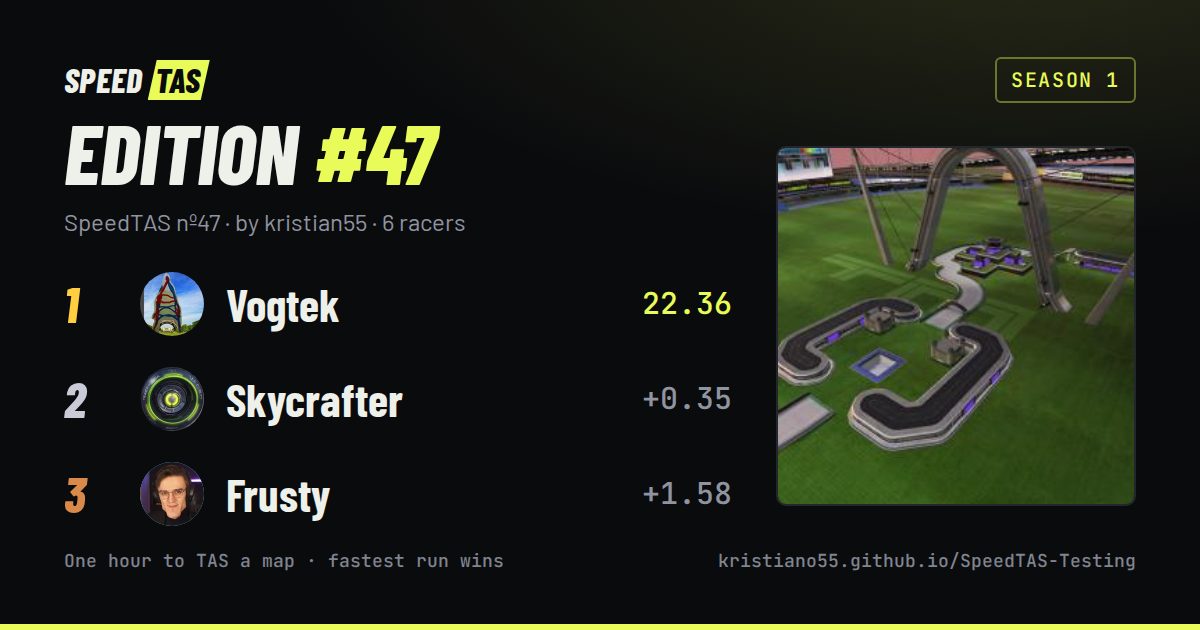 SPEED TAS
SEASON 1
EDITION #47
SpeedTAS nº47 · by kristian55 · 6 racers
1 Vogtek 22.36
2 Skycrafter +0.35
3 Frusty +1.58
One hour to TAS a map · fastest run wins
kristiano55.github.io/SpeedTAS-Testing